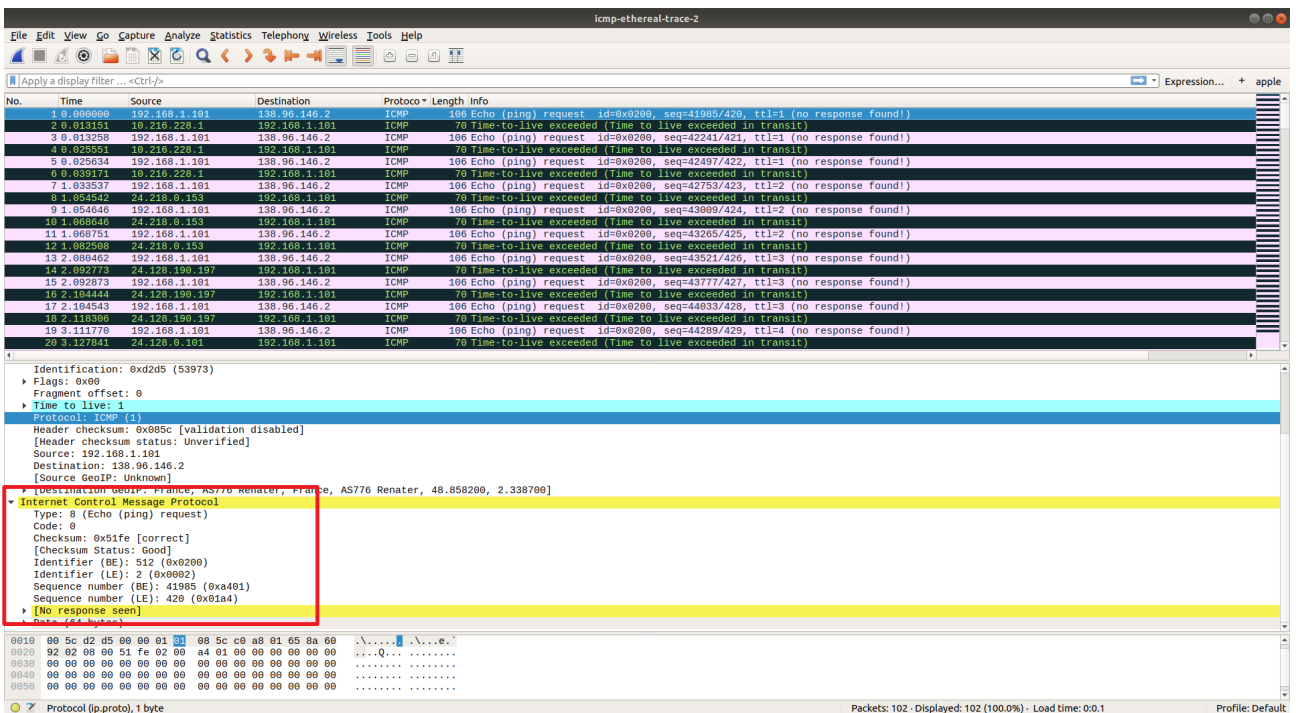 icmp-ethereal-trace-2
File Edit View Go Capture Analyze Statistics Telephony Wireless Tools Help
Apply a display filter … <Ctrl-/> Expression… + apple
No. Time Source Destination Protoco Length Info
1 0.000000 192.168.1.101 138.96.146.2 ICMP 106 Echo (ping) request id=0x0200, seq=41985/420, ttl=1 (no response found!)
2 0.013151 10.216.228.1 192.168.1.101 ICMP 70 Time-to-live exceeded (Time to live exceeded in transit)
3 0.013258 192.168.1.101 138.96.146.2 ICMP 106 Echo (ping) request id=0x0200, seq=42241/421, ttl=1 (no response found!)
4 0.025551 10.216.228.1 192.168.1.101 ICMP 70 Time-to-live exceeded (Time to live exceeded in transit)
5 0.025634 192.168.1.101 138.96.146.2 ICMP 106 Echo (ping) request id=0x0200, seq=42497/422, ttl=1 (no response found!)
6 0.039171 10.216.228.1 192.168.1.101 ICMP 70 Time-to-live exceeded (Time to live exceeded in transit)
7 1.033537 192.168.1.101 138.96.146.2 ICMP 106 Echo (ping) request id=0x0200, seq=42753/423, ttl=2 (no response found!)
8 1.054542 24.218.0.153 192.168.1.101 ICMP 70 Time-to-live exceeded (Time to live exceeded in transit)
9 1.054646 192.168.1.101 138.96.146.2 ICMP 106 Echo (ping) request id=0x0200, seq=43009/424, ttl=2 (no response found!)
10 1.068646 24.218.0.153 192.168.1.101 ICMP 70 Time-to-live exceeded (Time to live exceeded in transit)
11 1.068751 192.168.1.101 138.96.146.2 ICMP 106 Echo (ping) request id=0x0200, seq=43265/425, ttl=2 (no response found!)
12 1.082508 24.218.0.153 192.168.1.101 ICMP 70 Time-to-live exceeded (Time to live exceeded in transit)
13 2.080462 192.168.1.101 138.96.146.2 ICMP 106 Echo (ping) request id=0x0200, seq=43521/426, ttl=3 (no response found!)
14 2.092773 24.128.190.197 192.168.1.101 ICMP 70 Time-to-live exceeded (Time to live exceeded in transit)
15 2.092873 192.168.1.101 138.96.146.2 ICMP 106 Echo (ping) request id=0x0200, seq=43777/427, ttl=3 (no response found!)
16 2.104444 24.128.190.197 192.168.1.101 ICMP 70 Time-to-live exceeded (Time to live exceeded in transit)
17 2.104543 192.168.1.101 138.96.146.2 ICMP 106 Echo (ping) request id=0x0200, seq=44033/428, ttl=3 (no response found!)
18 2.118306 24.128.190.197 192.168.1.101 ICMP 70 Time-to-live exceeded (Time to live exceeded in transit)
19 3.111770 192.168.1.101 138.96.146.2 ICMP 106 Echo (ping) request id=0x0200, seq=44289/429, ttl=4 (no response found!)
20 3.127841 24.128.0.101 192.168.1.101 ICMP 70 Time-to-live exceeded (Time to live exceeded in transit)
Identification: 0xd2d5 (53973)
Flags: 0x00
Fragment offset: 0
Time to live: 1
Protocol: ICMP (1)
Header checksum: 0x085c [validation disabled]
[Header checksum status: Unverified]
Source: 192.168.1.101
Destination: 138.96.146.2
[Source GeoIP: Unknown]
[Destination GeoIP: France, AS776 Renater, France, AS776 Renater, 48.858200, 2.338700]
Internet Control Message Protocol
Type: 8 (Echo (ping) request)
Code: 0
Checksum: 0x51fe [correct]
[Checksum Status: Good]
Identifier (BE): 512 (0x0200)
Identifier (LE): 2 (0x0002)
Sequence number (BE): 41985 (0xa401)
Sequence number (LE): 420 (0x01a4)
[No response seen]
Data (64 bytes)
0010 00 5c d2 d5 00 00 01 01 08 5c c0 a8 01 65 8a 60 .\..... .\...e.`
0020 92 02 08 00 51 fe 02 00 a4 01 00 00 00 00 00 00 ....Q... ........
0030 00 00 00 00 00 00 00 00 00 00 00 00 00 00 00 00 ........ ........
0040 00 00 00 00 00 00 00 00 00 00 00 00 00 00 00 00 ........ ........
0050 00 00 00 00 00 00 00 00 00 00 00 00 00 00 00 00 ........ ........
Protocol (ip.proto), 1 byte Packets: 102 · Displayed: 102 (100.0%) · Load time: 0:0.1 Profile: Default